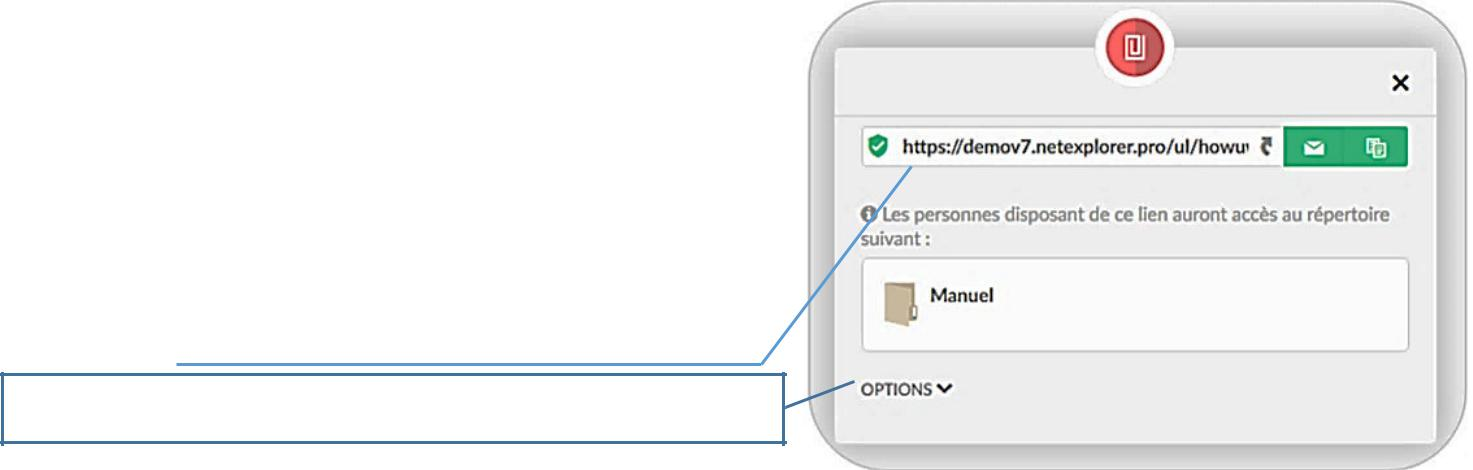 https://demov7.netexplorer.pro/ul/howu
Les personnes disposant de ce lien auront accès au répertoire
suivant :
Manuel
OPTIONS